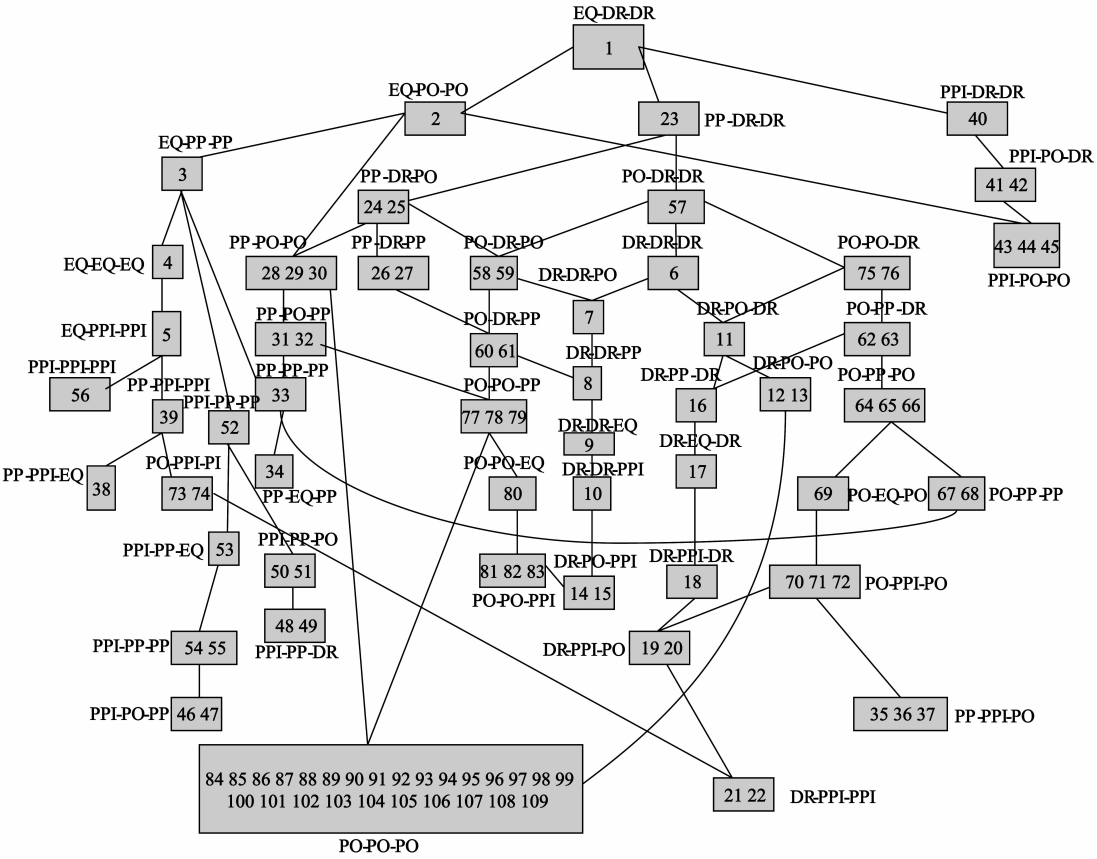 EQ-DR-DR
1
EQ-PO-PO
2
23
PP-DR-DR
PPI-DR-DR
40
EQ-PP-PP
3
PPI-PO-DR
41 42
PP-DR-PO
24 25
PO-DR-DR
57
43 44 45
PPI-PO-PO
EQ-EQ-EQ
4
PP-PO-PO
28 29 30
PP-DR-PP
26 27
PO-DR-PO
58 59
DR-DR-DR
6
PO-PO-DR
75 76
DR-DR-PO
7
EQ-PPI-PPI
5
PP-PO-PP
31 32
PO-DR-PP
60 61
DR-PO-DR
11
PO-PP-DR
62 63
PPI-PPI-PPI
56
PP-PPI-PPI
39
PP-PP-PP
33
DR-DR-PP
8
DR-PP-DR
16
DR-PO-PO
12 13
PO-PP-PO
64 65 66
PPI-PP-PP
52
PO-PO-PP
77 78 79
DR-DR-EQ
9
DR-EQ-DR
17
PP-PPI-EQ
38
PO-PPI-PI
73 74
34
PP-EQ-PP
PO-PO-EQ
80
DR-DR-PPI
10
69
PO-EQ-PO
67 68
PO-PP-PP
PPI-PP-EQ
53
PPI-PP-PO
50 51
81 82 83
PO-PO-PPI
DR-PO-PPI
14 15
DR-PPI-DR
18
70 71 72
PO-PPI-PO
48 49
PPI-PP-DR
PPI-PP-PP
54 55
DR-PPI-PO
19 20
PPI-PO-PP
46 47
35 36 37
PP-PPI-PO
84 85 86 87 88 89 90 91 92 93 94 95 96 97 98 99
100 101 102 103 104 105 106 107 108 109
PO-PO-PO
21 22
DR-PPI-PPI